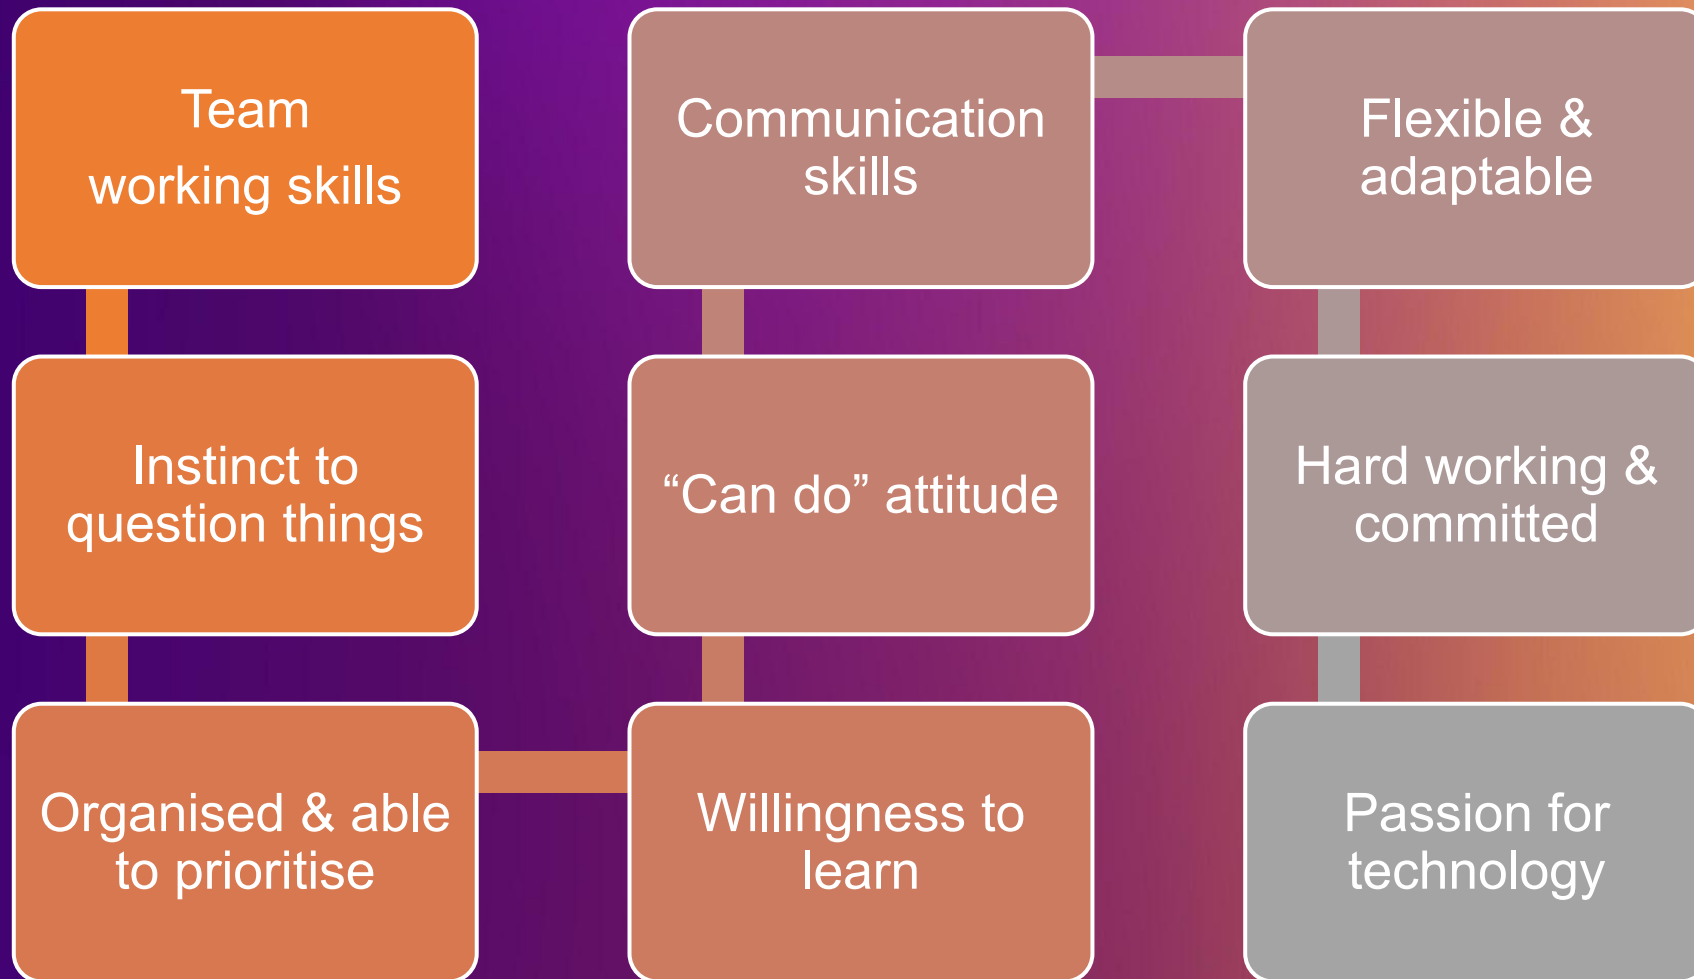 Team
working skills
Instinct to
question things
Organised & able
to prioritise
Willingness to
learn
“Can do” attitude
Communication
skills
Flexible &
adaptable
Hard working &
committed
Passion for
technology